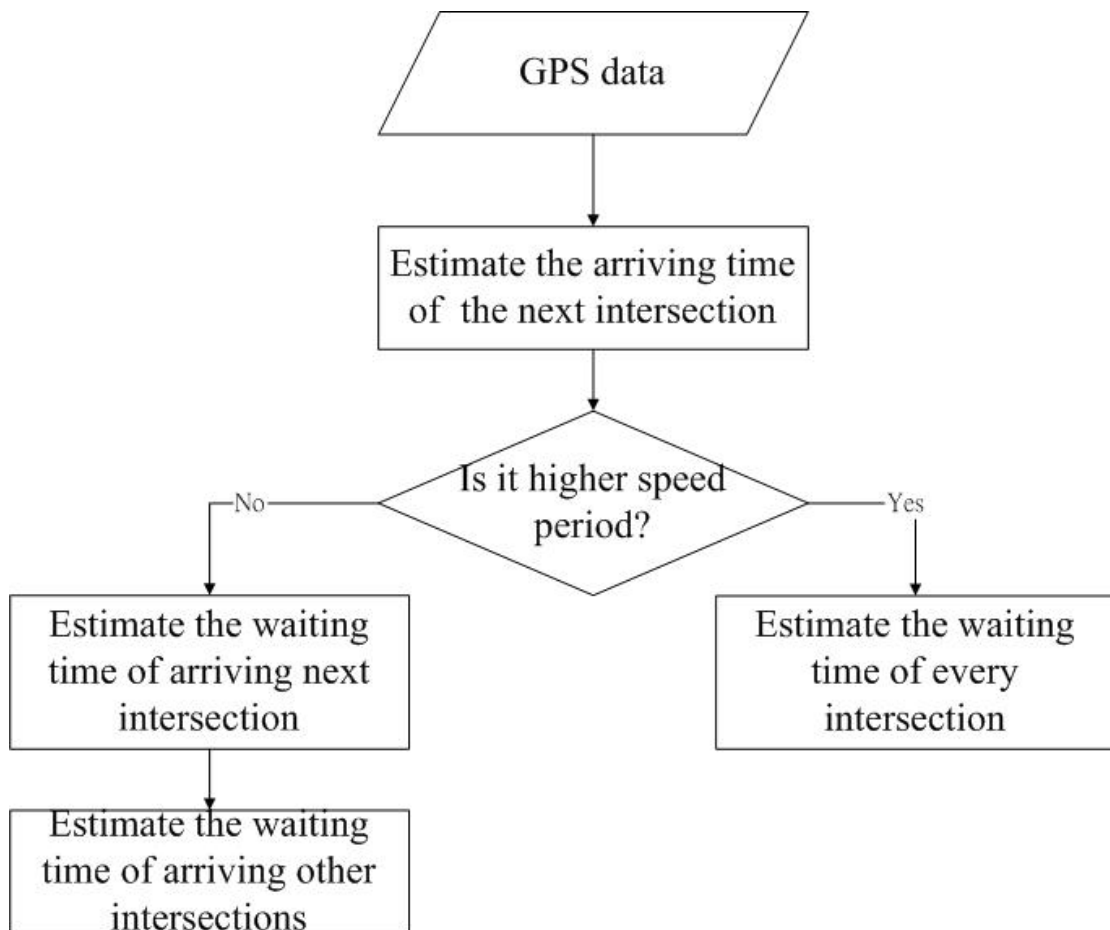 GPS data
Estimate the arriving time
of the next intersection
Is it higher speed
period?
No
Yes
Estimate the waiting
time of arriving next
intersection
Estimate the waiting
time of every
intersection
Estimate the waiting
time of arriving other
intersections